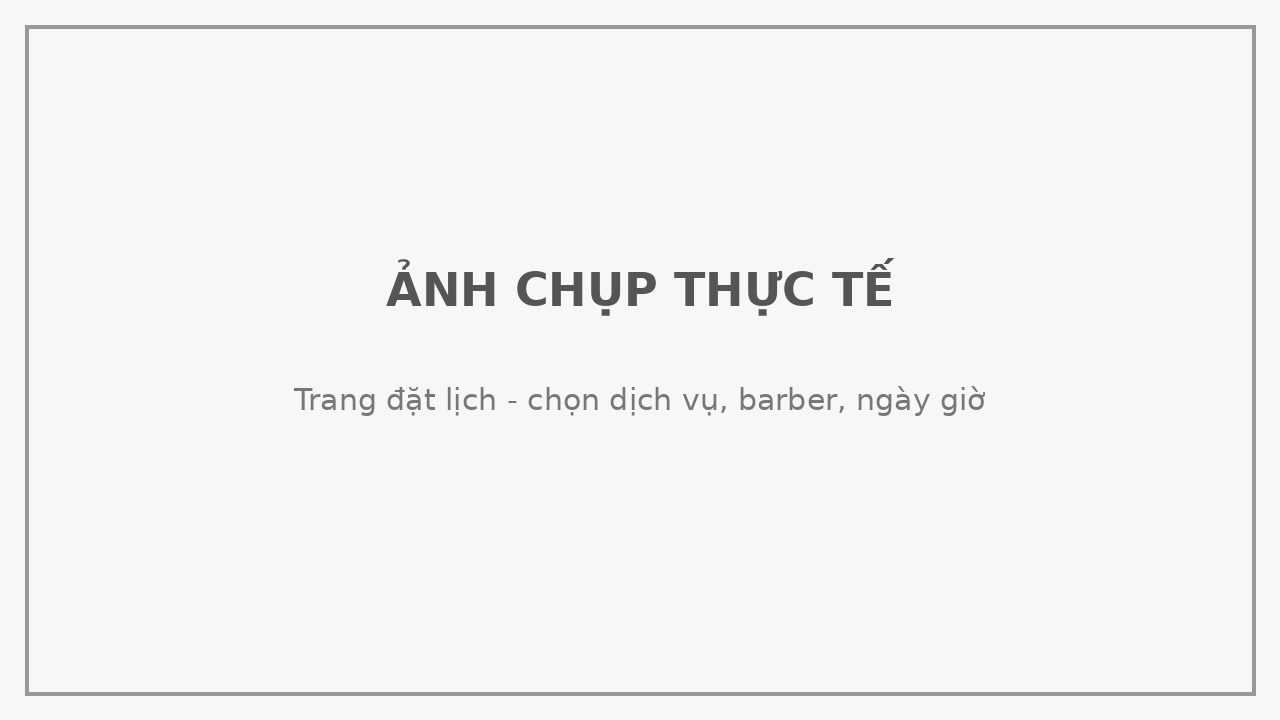 ẢNH CHỤP THỰC TẾ
Trang đặt lịch - chọn dịch vụ, barber, ngày giờ